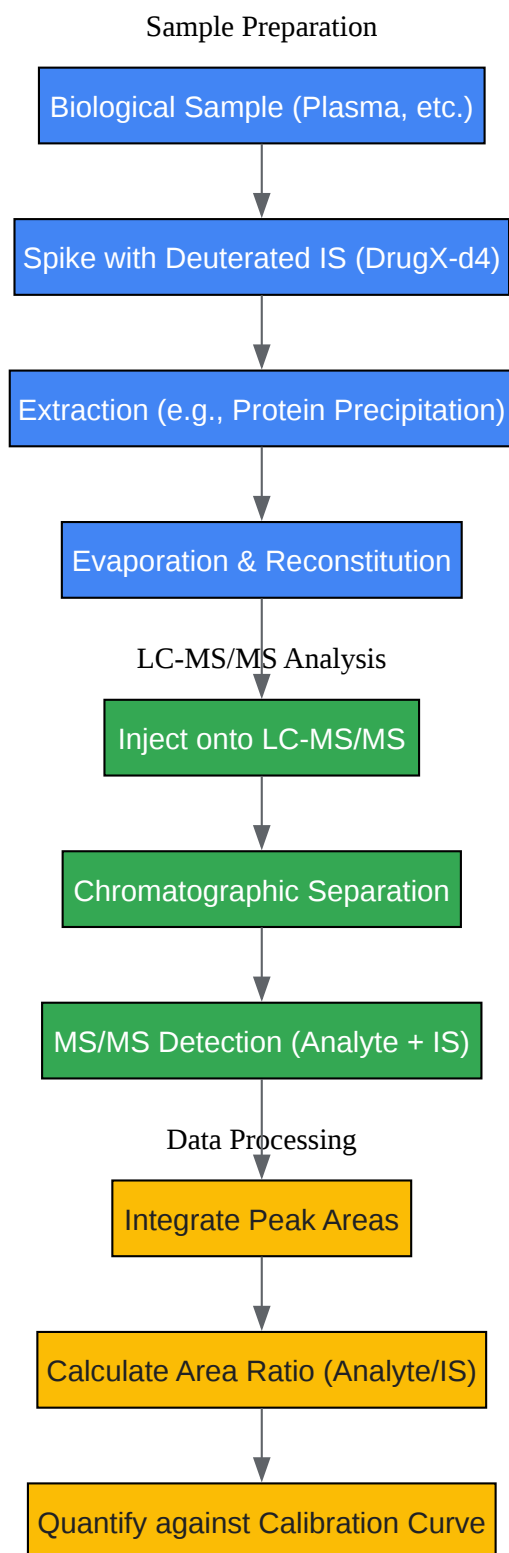 Sample Preparation
Biological Sample (Plasma, etc.)
Spike with Deuterated IS (DrugX-d4)
Extraction (e.g., Protein Precipitation)
Evaporation & Reconstitution
LC-MS/MS Analysis
Inject onto LC-MS/MS
Chromatographic Separation
MS/MS Detection (Analyte + IS)
Data Processing
Integrate Peak Areas
Calculate Area Ratio (Analyte/IS)
Quantify against Calibration Curve